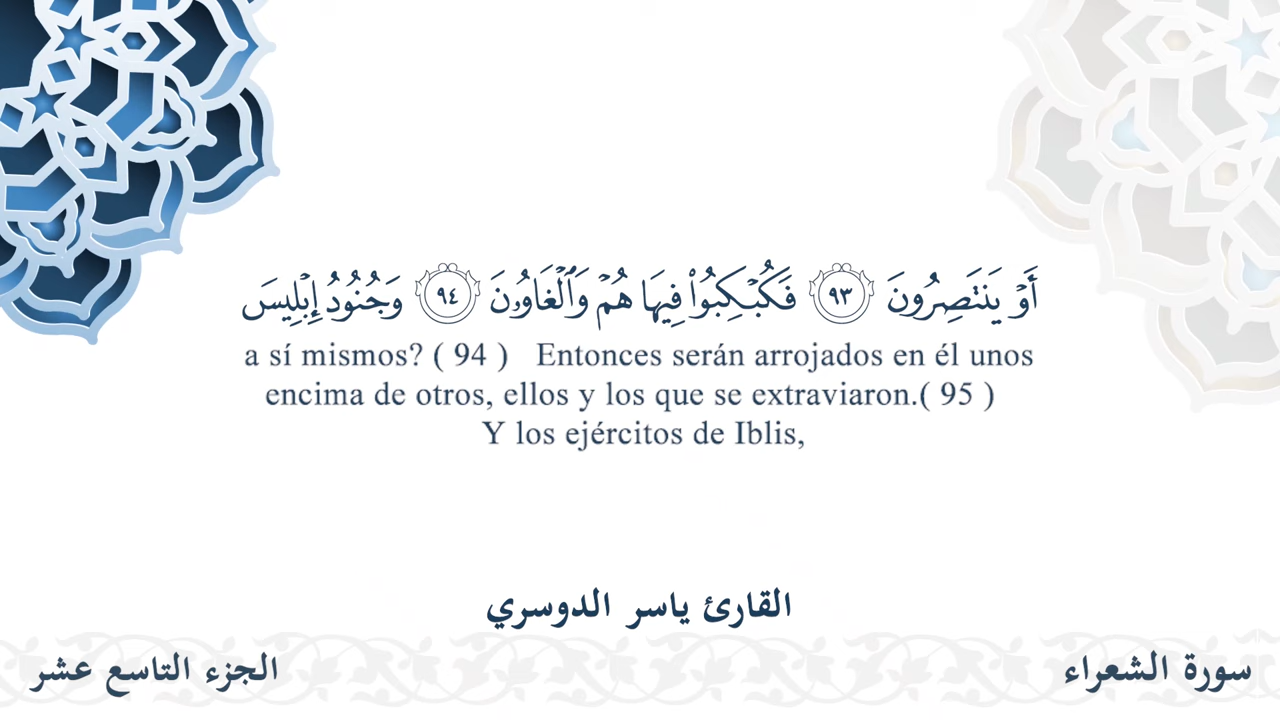 أَوۡ يَنتَصِرُونَ ٩٣ فَكُبۡكِبُواْ فِيهَا هُمۡ وَٱلۡغَاوُۥنَ ٩٤ وَجُنُودُ إِبۡلِيسَ
a sí mismos? ( 94 ) Entonces serán arrojados en él unos
encima de otros, ellos y los que se extraviaron.( 95 )
Y los ejércitos de Iblis,
القارئ ياسر الدوسري
سورة الشعراء
الجزء التاسع عشر